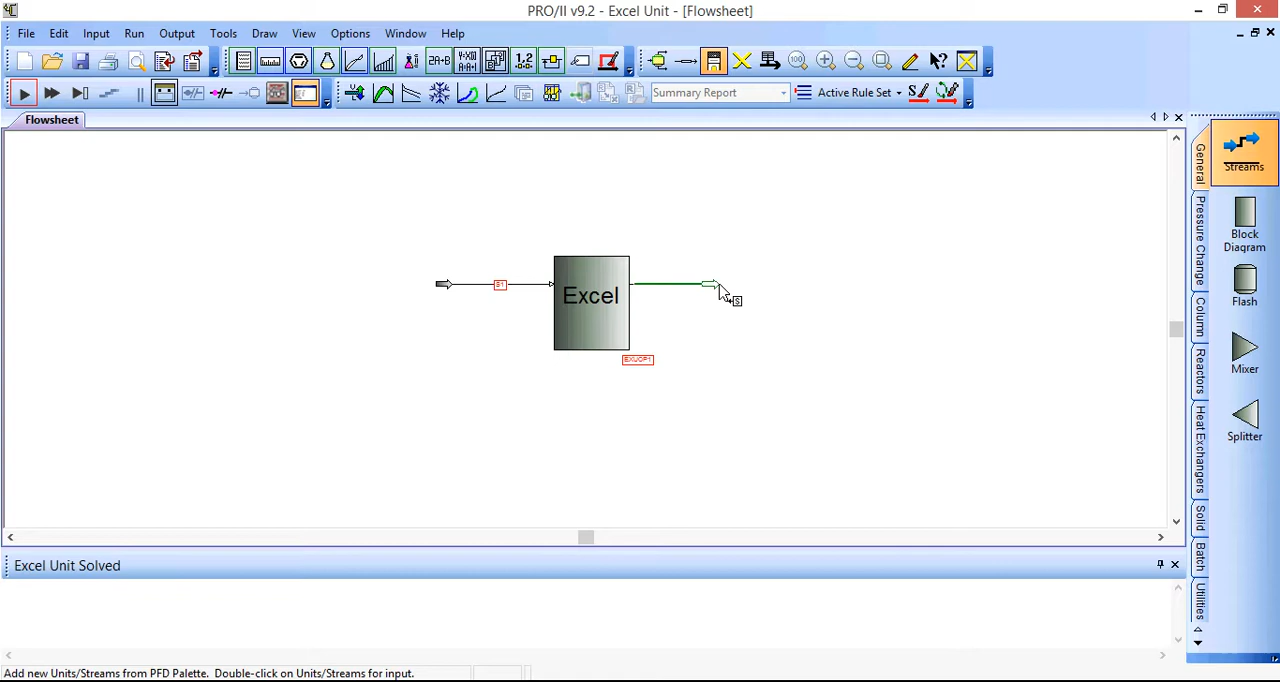 PRO/II v9.2 - Excel Unit - [Flowsheet]
File Edit Input Run Output Tools Draw View Options Window Help
Summary Report
Active Rule Set
Flowsheet
Streams
General
Block
Diagram
Pressure Change
Flash
Column
Mixer
Reactors
Splitter
Heat Exchangers
Solid
Batch
Utilities
S1
Excel
EXUOP1
S
Excel Unit Solved
Add new Units/Streams from PFD Palette. Double-click on Units/Streams for input.